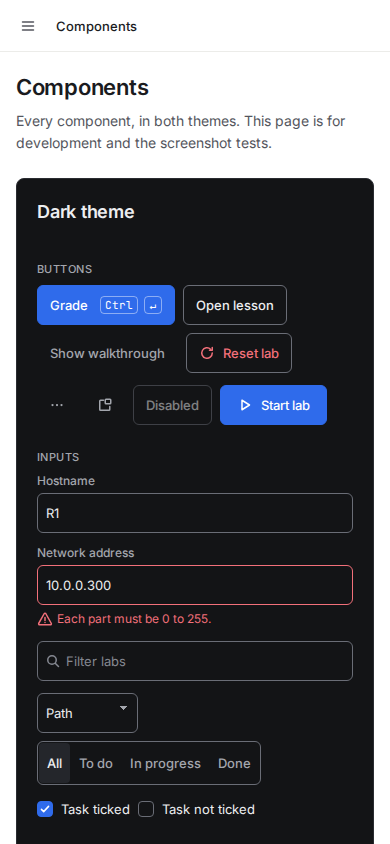 Components
Components
Every component, in both themes. This page is for
development and the screenshot tests.
Dark theme
BUTTONS
Grade Ctrl ↵ Open lesson
Show walkthrough Reset lab
... Disabled Start lab
INPUTS
Hostname
R1
Network address
10.0.0.300
Each part must be 0 to 255.
Filter labs
Path
All To do In progress Done
Task ticked Task not ticked